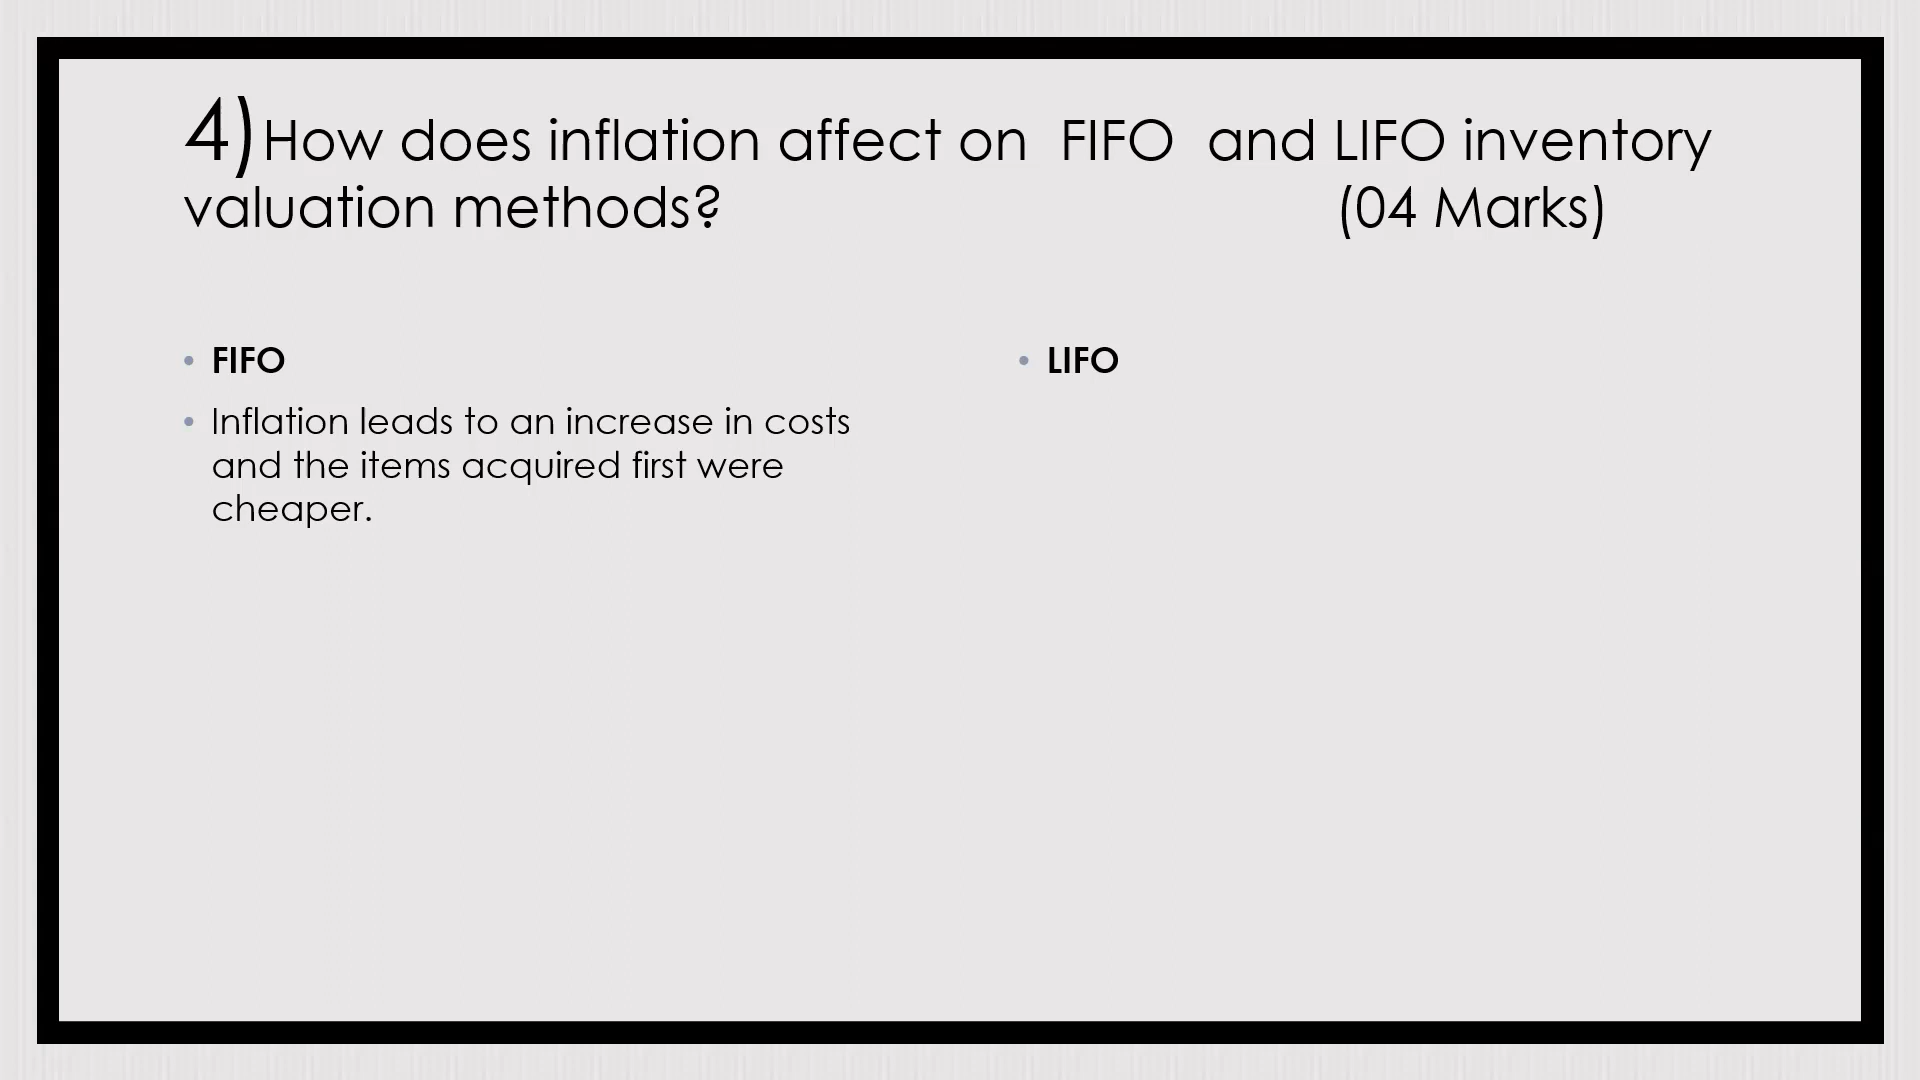 4)How does inflation affect on FIFO and LIFO inventory
valuation methods? (04 Marks)
• FIFO
• Inflation leads to an increase in costs
and the items acquired first were
cheaper.
• LIFO